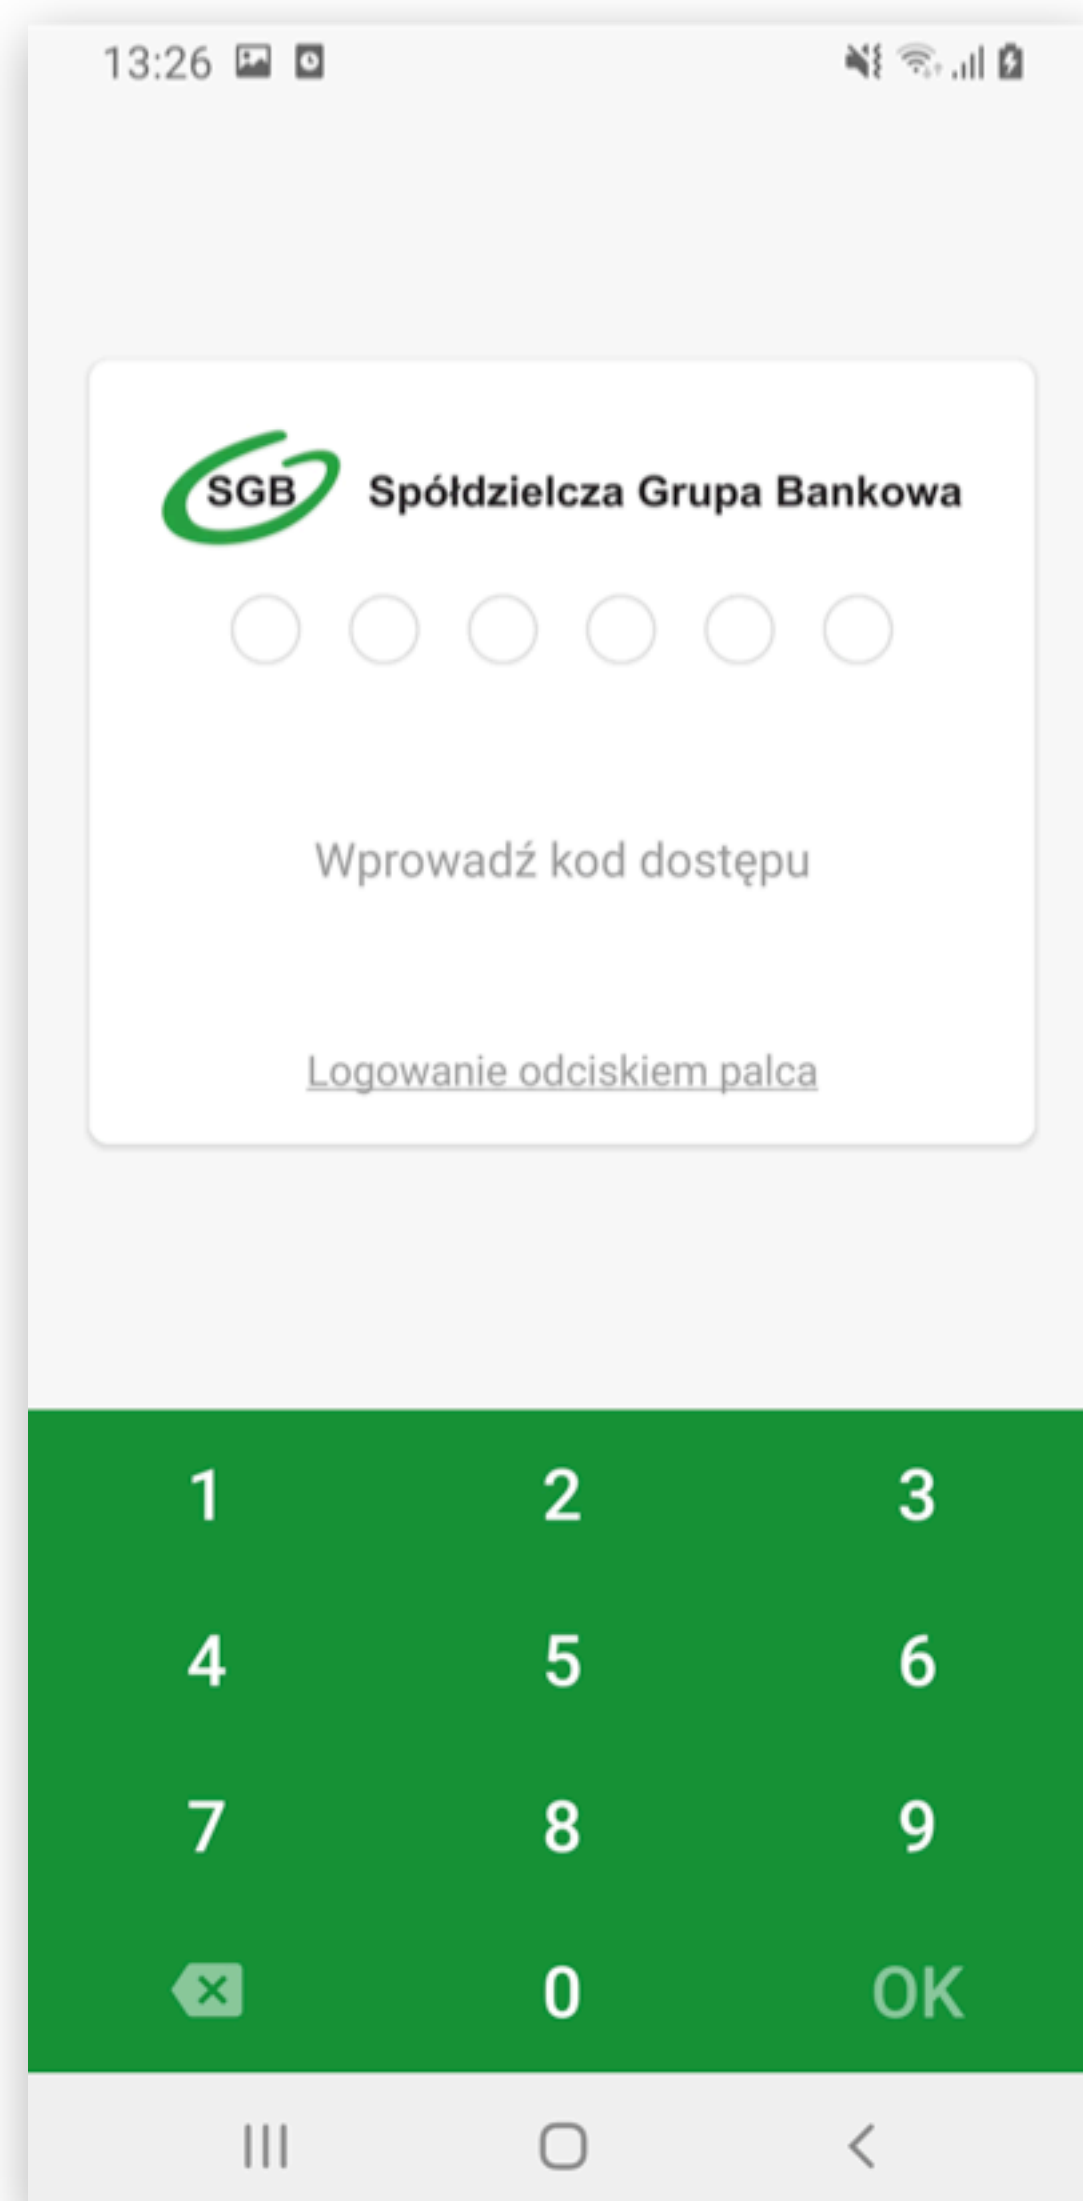 13:26
SGB Spółdzielcza Grupa Bankowa
Wprowadź kod dostępu
Logowanie odciskiem palca
1 2 3
4 5 6
7 8 9
0 OK